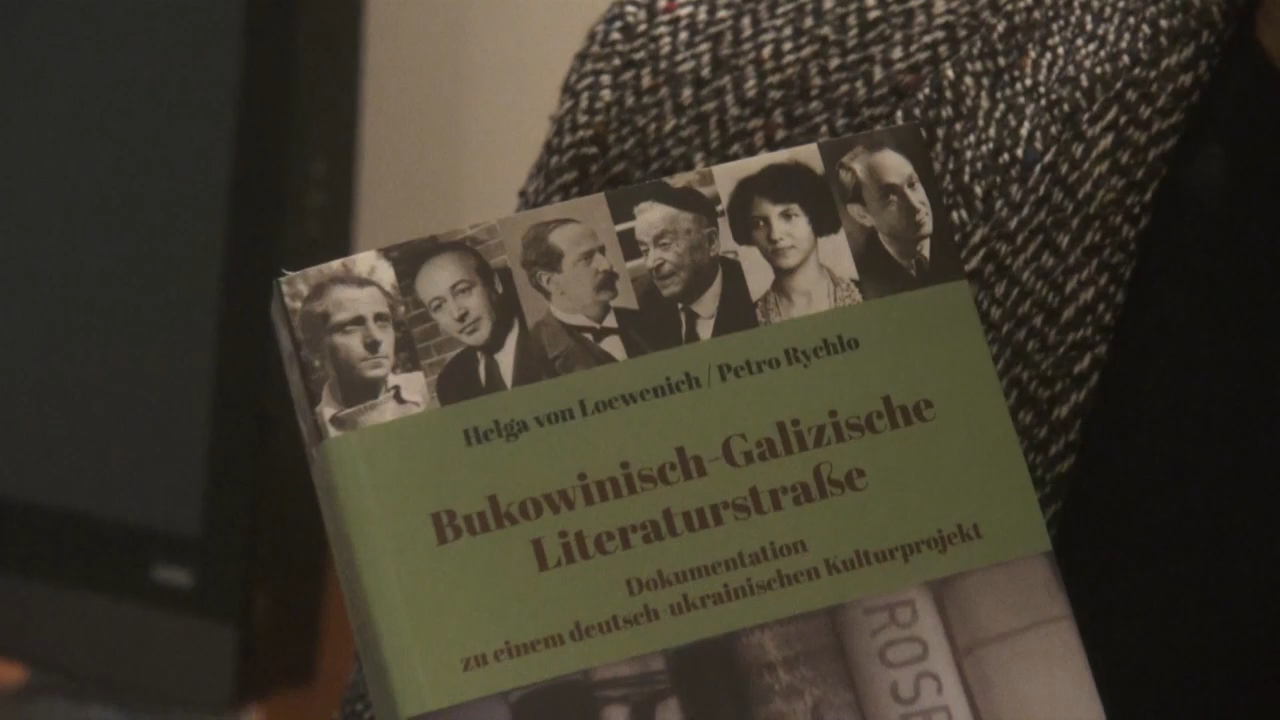 Helga von Loewenich / Petro Rychlo
Bukowinisch-Galizische
Literaturstraße
Dokumentation
zu einem deutsch-ukrainischen Kulturprojekt
ROSE